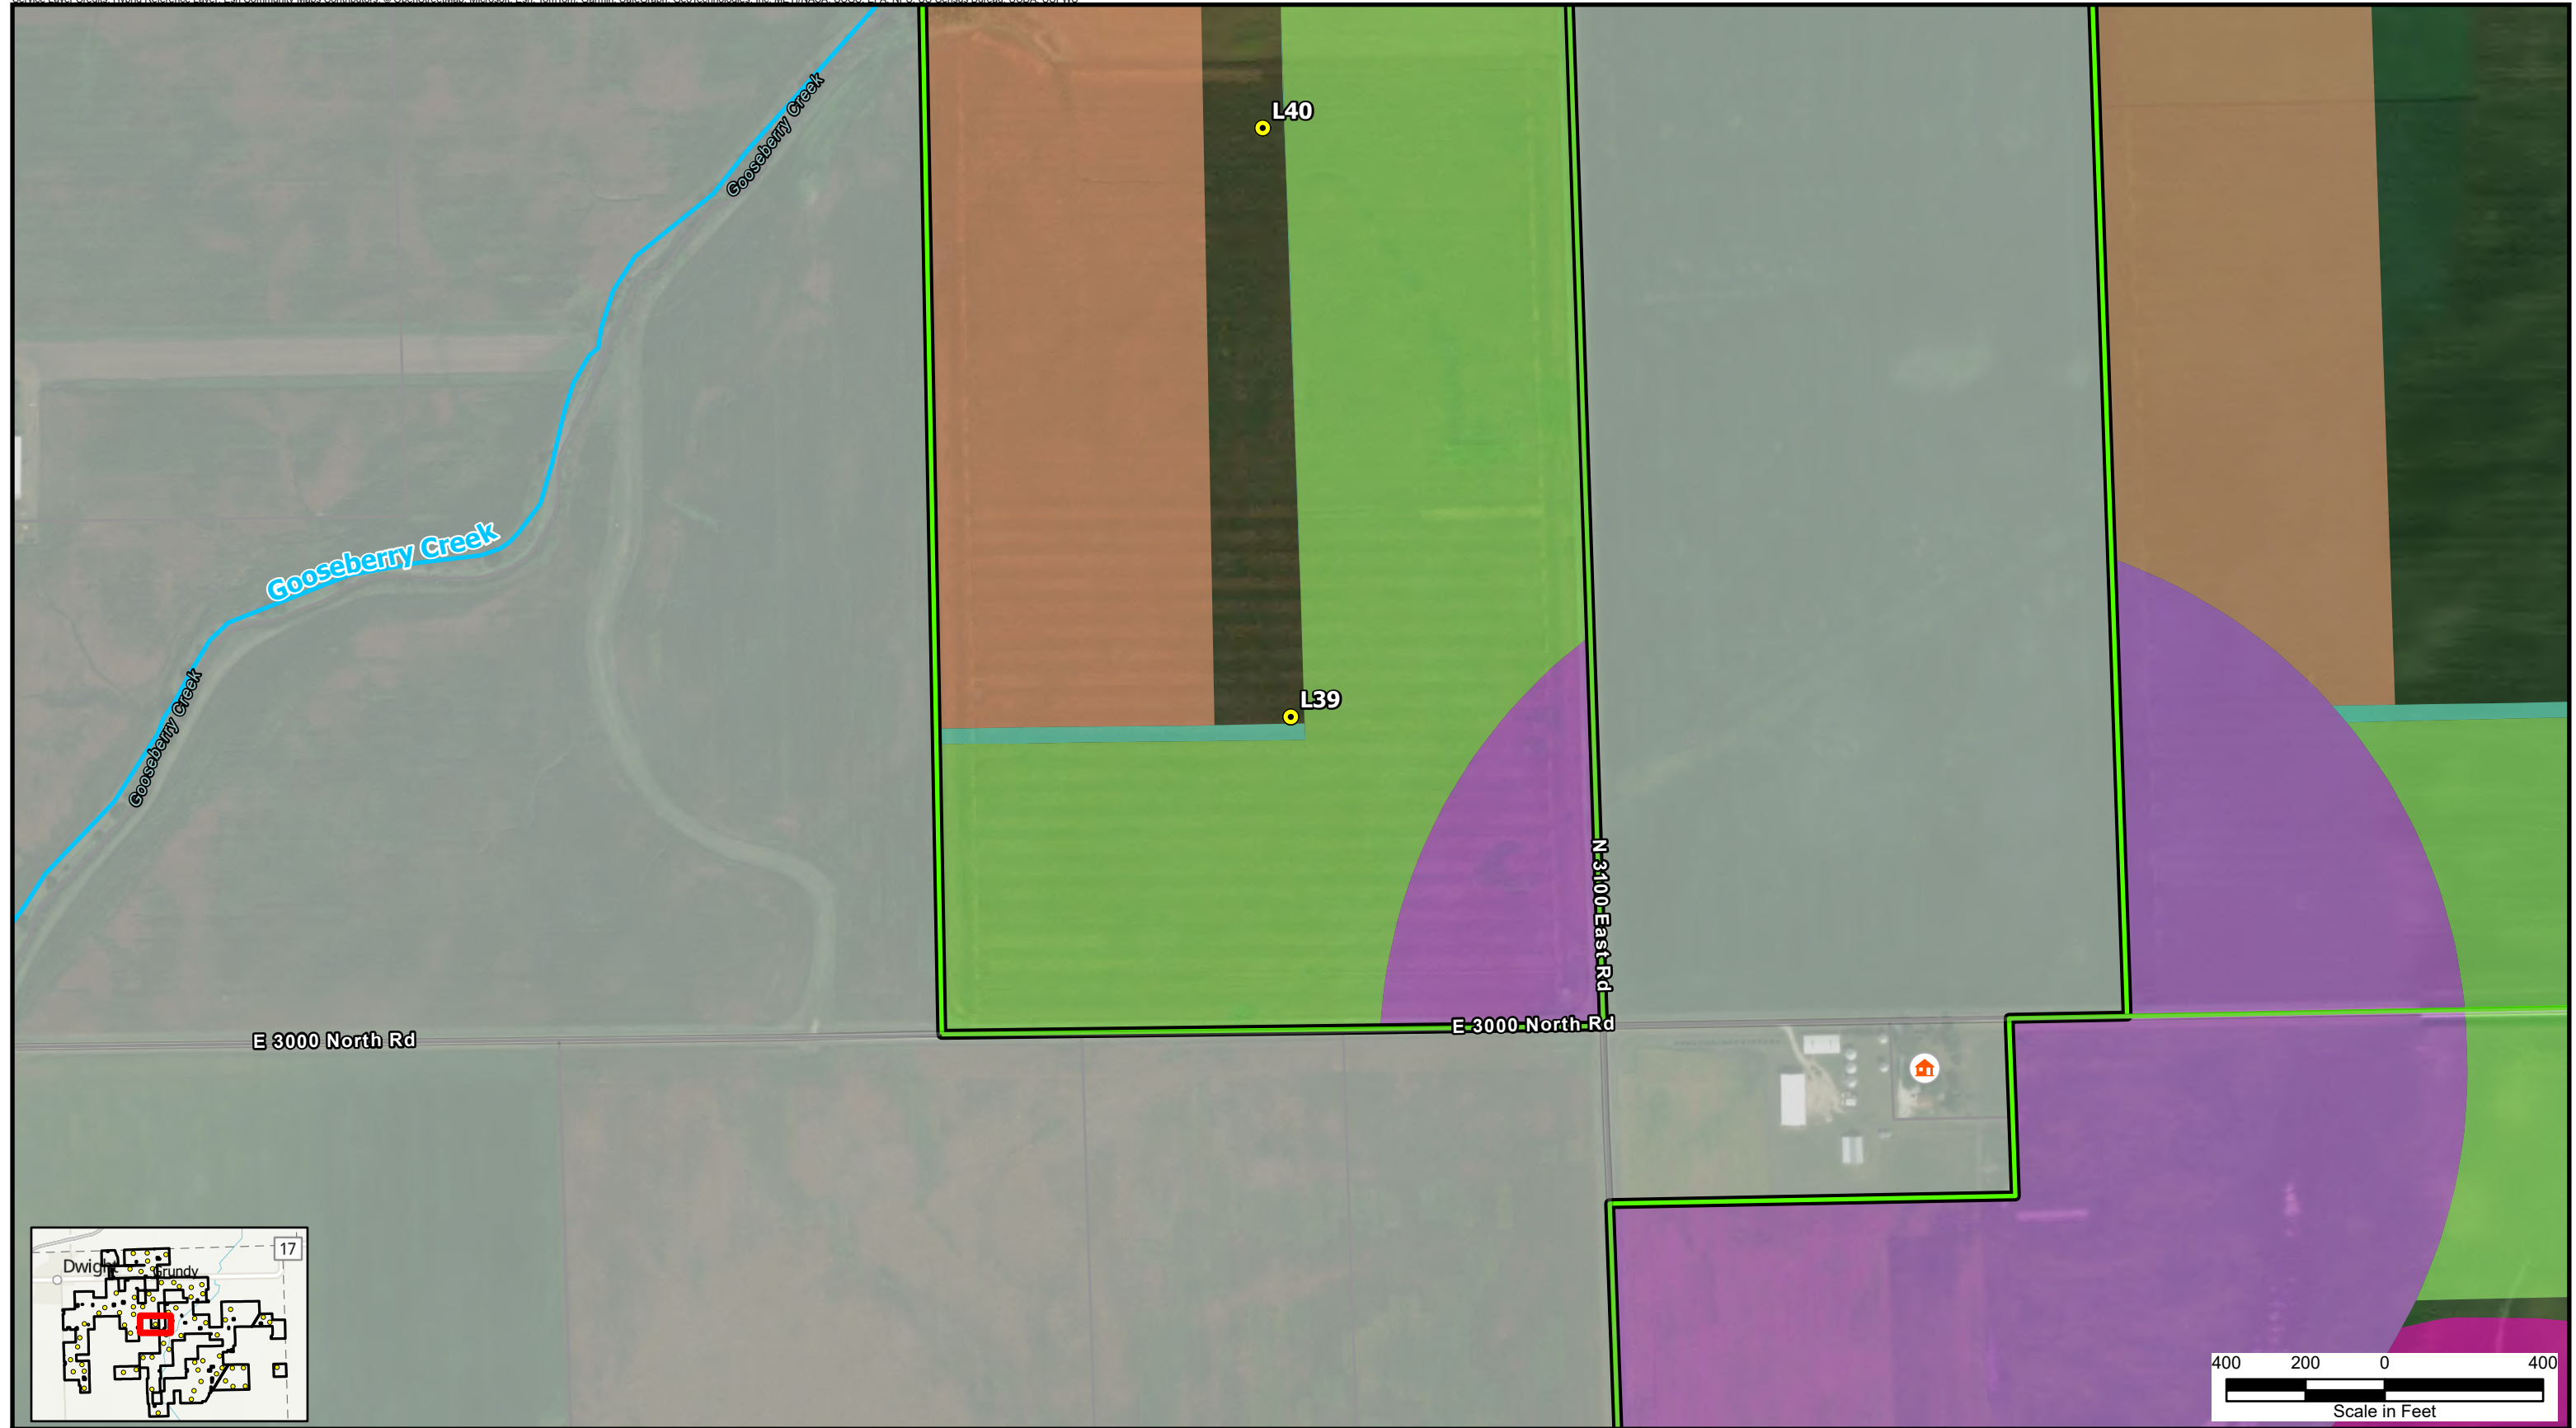 L40
Gooseberry Creek
Gooseberry Creek
L39
Gooseberry Creek
N 3100 East Rd
E 3000 North Rd
E 3000 North Rd
17
Dwight
Grundy
400 200 0 400
Scale in Feet